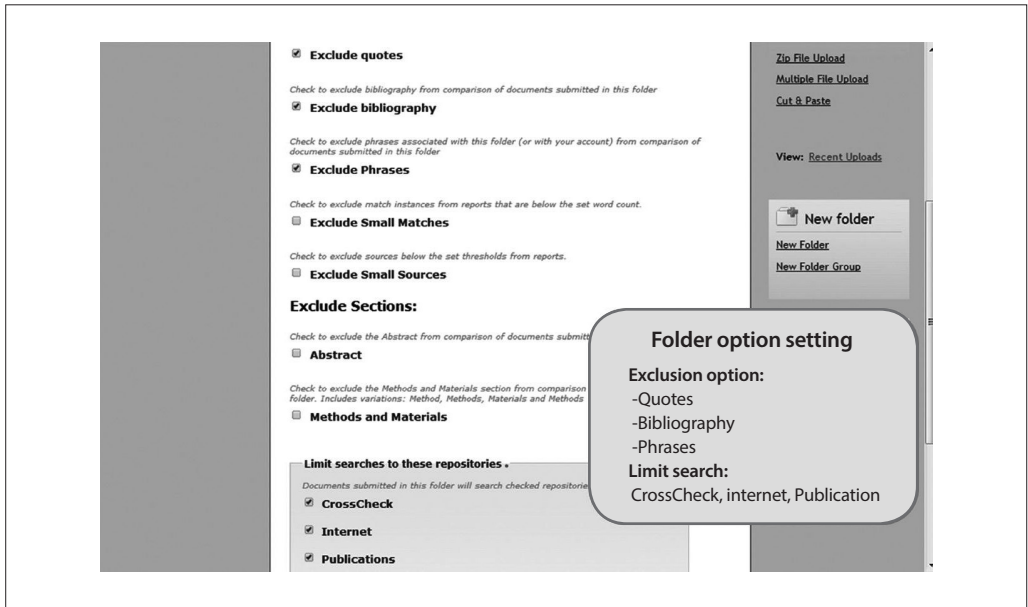 Exclude quotes
Check to exclude bibliography from comparison of documents submitted in this folder
Exclude bibliography
Check to exclude phrases associated with this folder (or with your account) from comparison of
documents submitted in this folder
Exclude Phrases
Check to exclude match instances from reports that are below the set word count.
Exclude Small Matches
Check to exclude sources below the set thresholds from reports.
Exclude Small Sources
Exclude Sections:
Check to exclude the Abstract from comparison of documents submitt
Abstract
Check to exclude the Methods and Materials section from comparison
folder. Includes variations: Method, Methods, Materials and Methods
Methods and Materials
Limit searches to these repositories
Documents submitted in this folder will search checked repositorie
CrossCheck
Internet
Publications
Zip File Upload
Multiple File Upload
Cut & Paste
View: Recent Uploads
New folder
New Folder
New Folder Group
Folder option setting
Exclusion option:
-Quotes
-Bibliography
-Phrases
Limit search:
CrossCheck, internet, Publication